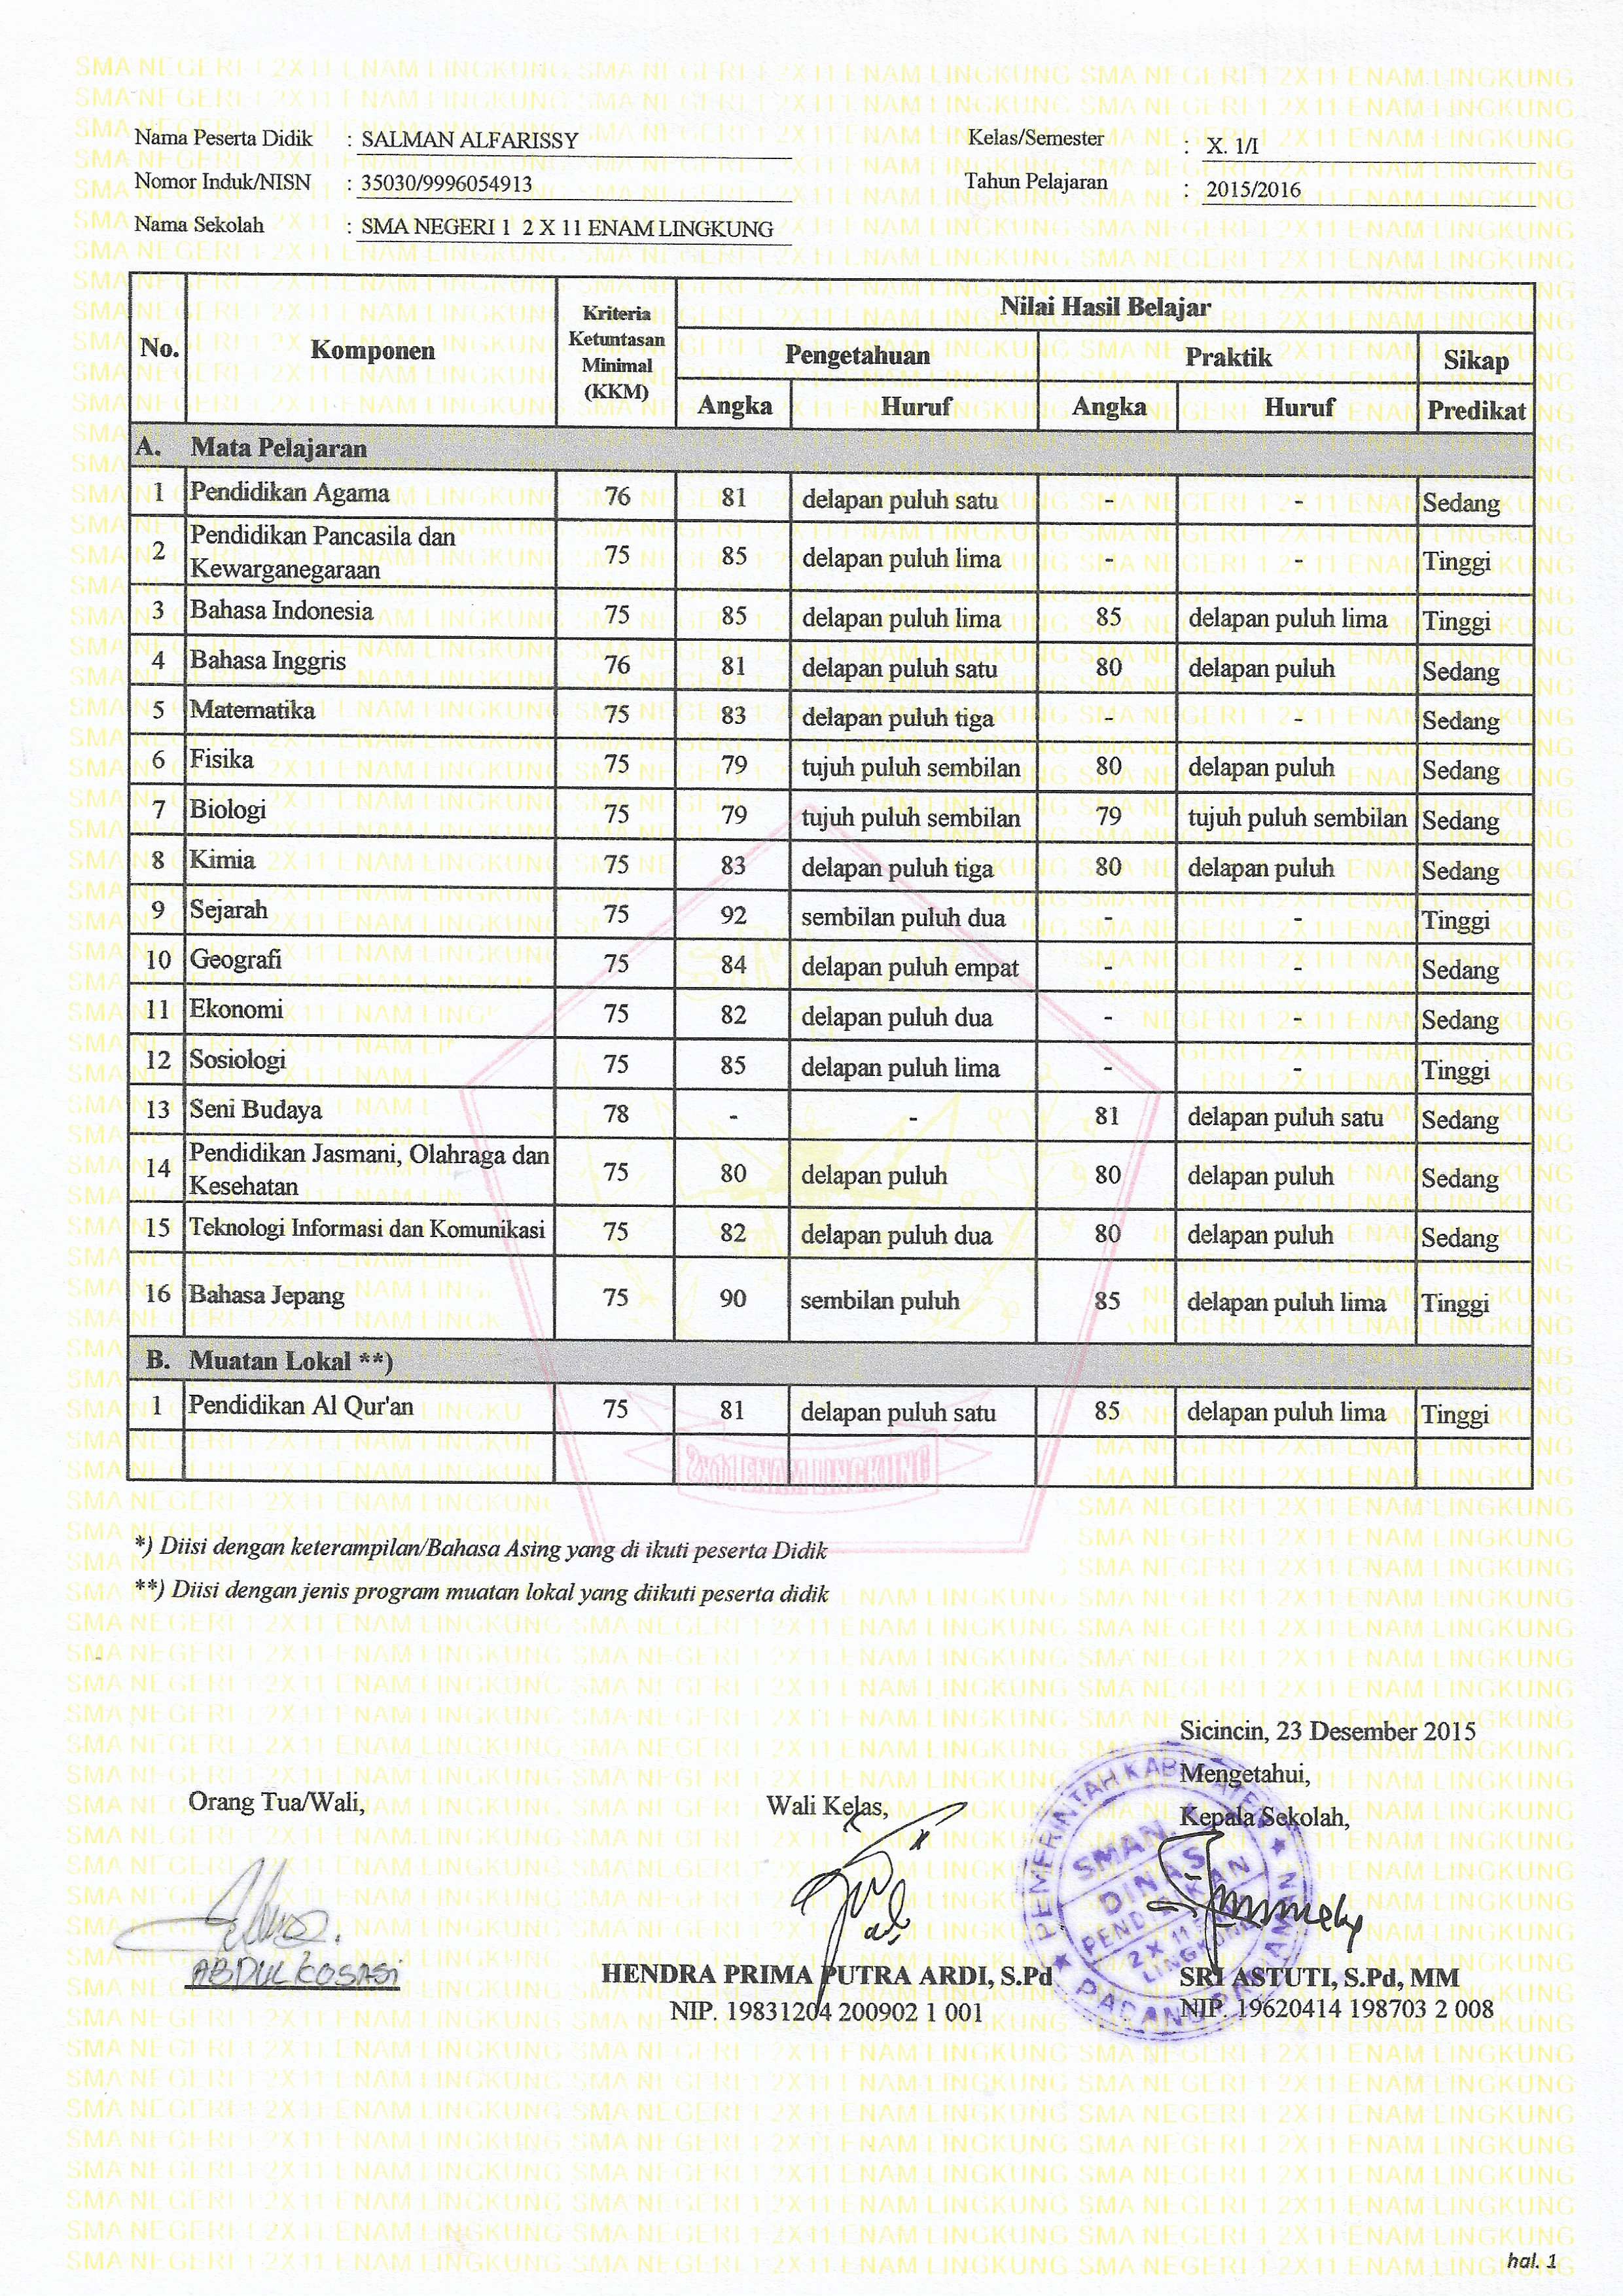 Nama Peserta Didik : SALMAN ALFARISSY Kelas/Semester : X. 1/I
Nomor Induk/NISN : 35030/9996054913 Tahun Pelajaran : 2015/2016
Nama Sekolah : SMA NEGERI 1 2 X 11 ENAM LINGKUNG
No. Komponen Kriteria Ketuntasan Minimal (KKM) Nilai Hasil Belajar
Pengetahuan Praktik Sikap
Angka Huruf Angka Huruf Predikat
A. Mata Pelajaran
1 Pendidikan Agama 76 81 delapan puluh satu - - Sedang
2 Pendidikan Pancasila dan Kewarganegaraan 75 85 delapan puluh lima - - Tinggi
3 Bahasa Indonesia 75 85 delapan puluh lima 85 delapan puluh lima Tinggi
4 Bahasa Inggris 76 81 delapan puluh satu 80 delapan puluh Sedang
5 Matematika 75 83 delapan puluh tiga - - Sedang
6 Fisika 75 79 tujuh puluh sembilan 80 delapan puluh Sedang
7 Biologi 75 79 tujuh puluh sembilan 79 tujuh puluh sembilan Sedang
8 Kimia 75 83 delapan puluh tiga 80 delapan puluh Sedang
9 Sejarah 75 92 sembilan puluh dua - - Tinggi
10 Geografi 75 84 delapan puluh empat - - Sedang
11 Ekonomi 75 82 delapan puluh dua - - Sedang
12 Sosiologi 75 85 delapan puluh lima - - Tinggi
13 Seni Budaya 78 - - 81 delapan puluh satu Sedang
14 Pendidikan Jasmani, Olahraga dan Kesehatan 75 80 delapan puluh 80 delapan puluh Sedang
15 Teknologi Informasi dan Komunikasi 75 82 delapan puluh dua 80 delapan puluh Sedang
16 Bahasa Jepang 75 90 sembilan puluh 85 delapan puluh lima Tinggi
B. Muatan Lokal **)
1 Pendidikan Al Qur'an 75 81 delapan puluh satu 85 delapan puluh lima Tinggi
2X11 ENAM LINGKUNG
*) Diisi dengan keterampilan/Bahasa Asing yang di ikuti peserta Didik
**) Diisi dengan jenis program muatan lokal yang diikuti peserta didik
Sicincin, 23 Desember 2015
Mengetahui,
Orang Tua/Wali, Wali Kelas, Kepala Sekolah,
PEMERINTAH KABUPATEN
SMAN. 1
DINAS
PENDIDIKAN
2 X 11 ENAM
LINGKUNG
PADANG PARIAMAN
ABDUL KOSASI HENDRA PRIMA PUTRA ARDI, S.Pd SRI ASTUTI, S.Pd, MM
NIP. 19831204 200902 1 001 NIP. 19620414 198703 2 008
hal. 1